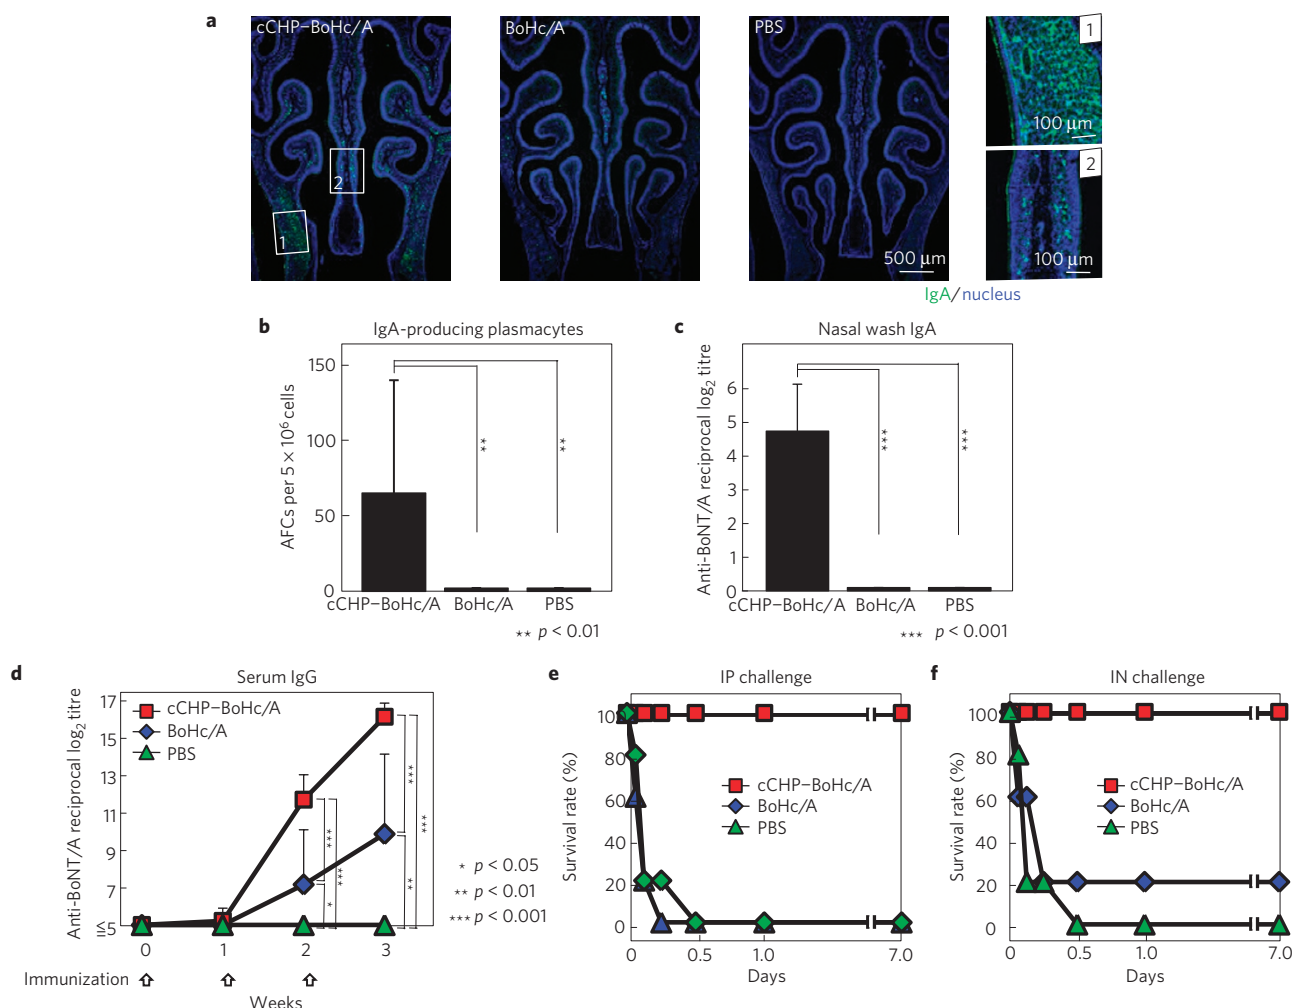 a
cCHP–BoHc/A
BoHc/A
PBS
1
2
500 μm
1
100 μm
2
100 μm
IgA/nucleus
b
IgA-producing plasmacytes
AFCs per 5 × 10⁶ cells
150
100
50
0
cCHP–BoHc/A BoHc/A PBS
** **
** p < 0.01
c
Nasal wash IgA
Anti-BoNT/A reciprocal log₂ titre
6
5
4
3
2
1
0
cCHP–BoHc/A BoHc/A PBS
*** ***
*** p < 0.001
d
Serum IgG
Anti-BoNT/A reciprocal log₂ titre
17
15
13
11
9
7
≦5
cCHP–BoHc/A
BoHc/A
PBS
*** *** *
*** *** **
0 1 2 3
Immunization
Weeks
* p < 0.05
** p < 0.01
*** p < 0.001
e
IP challenge
Survival rate (%)
100
80
60
40
20
0
cCHP–BoHc/A
BoHc/A
PBS
0 0.5 1.0 7.0
Days
f
IN challenge
Survival rate (%)
100
80
60
40
20
0
cCHP–BoHc/A
BoHc/A
PBS
0 0.5 1.0 7.0
Days